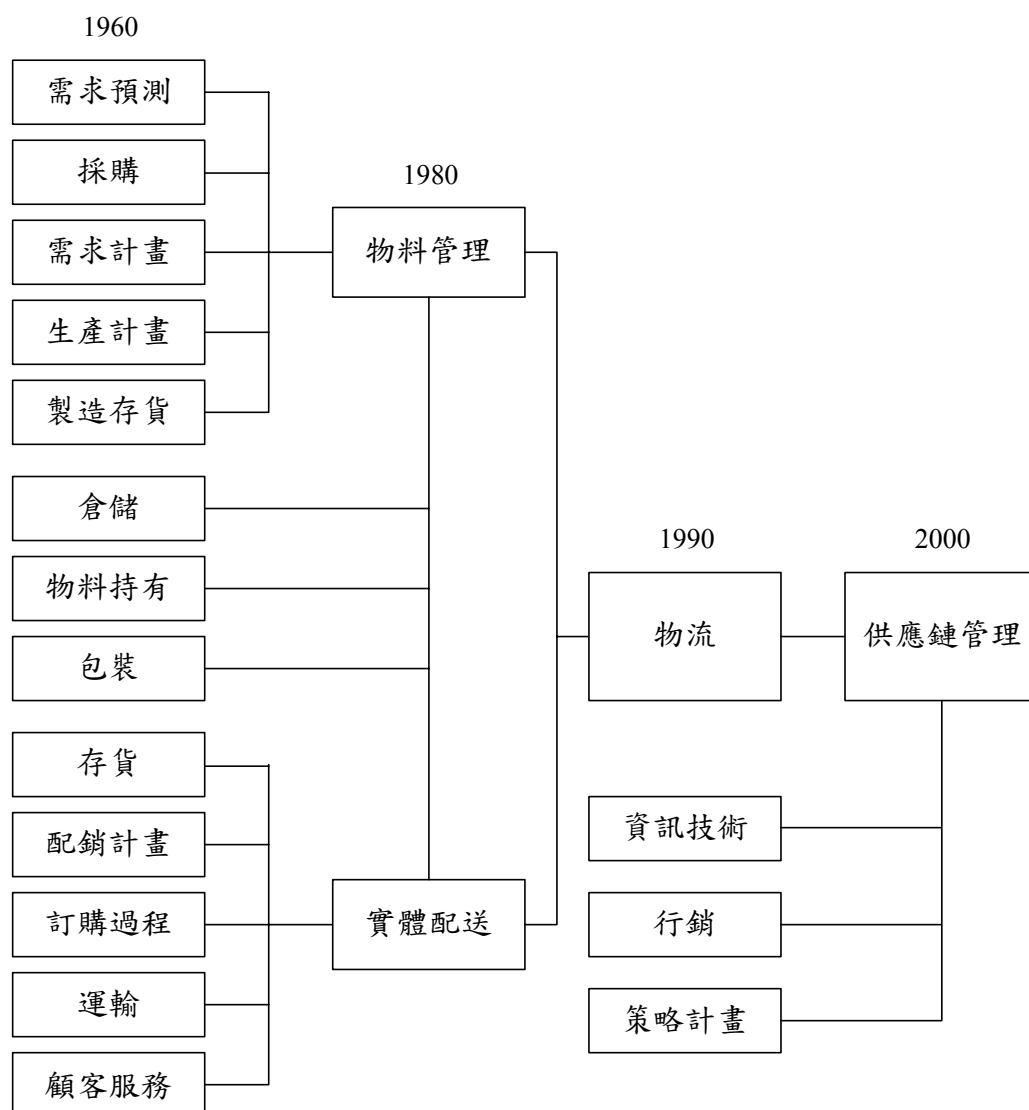 1960
需求預測
採購
需求計畫
生產計畫
製造存貨
倉儲
物料持有
包裝
存貨
配銷計畫
訂購過程
運輸
顧客服務
1980
物料管理
實體配送
1990
物流
2000
供應鏈管理
資訊技術
行銷
策略計畫